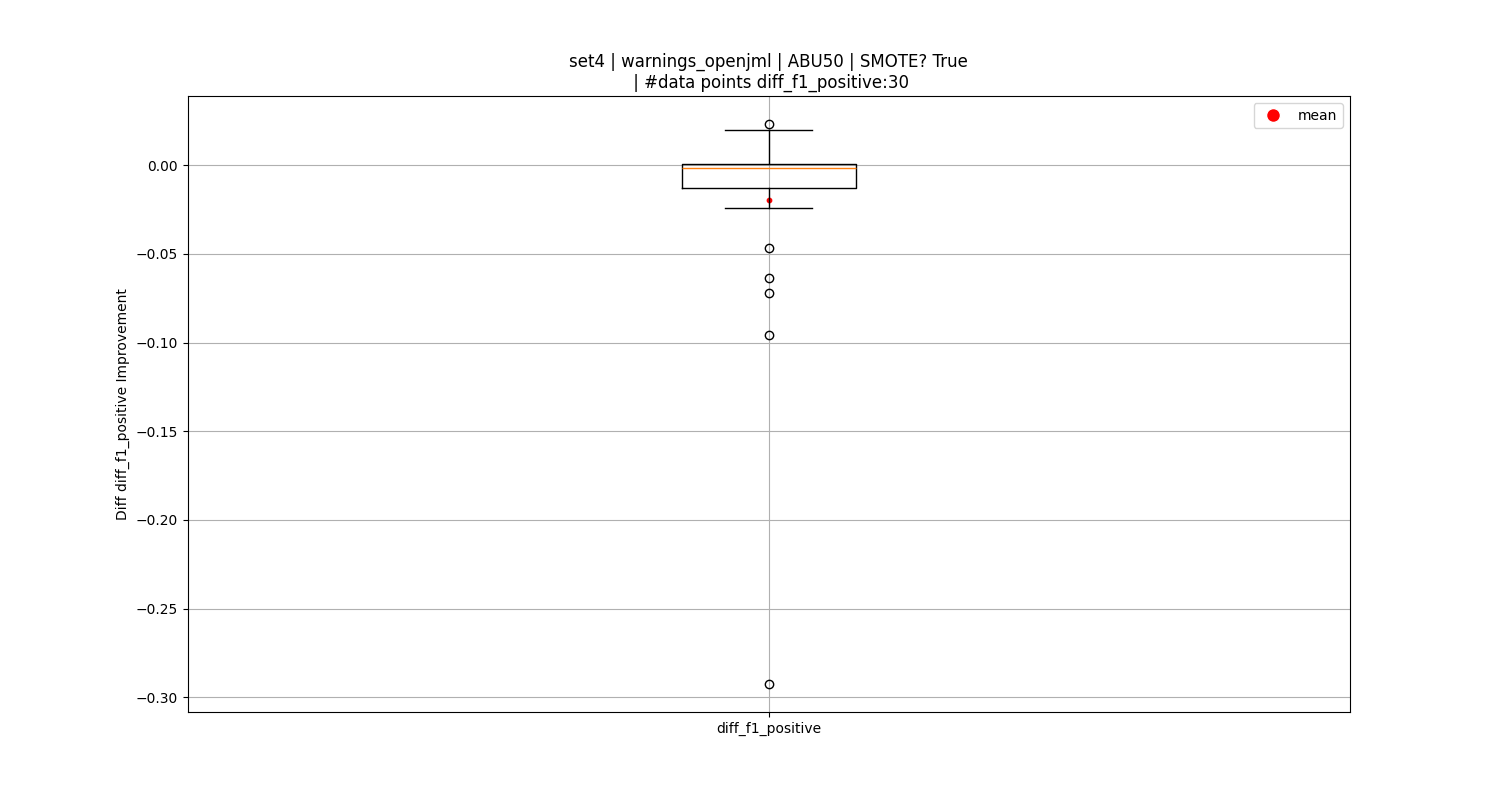 set4 | warnings_openjml | ABU50 | SMOTE? True
| #data points diff_f1_positive:30
mean
0.00
−0.05
−0.10
−0.15
−0.20
−0.25
−0.30
Diff diff_f1_positive Improvement
diff_f1_positive